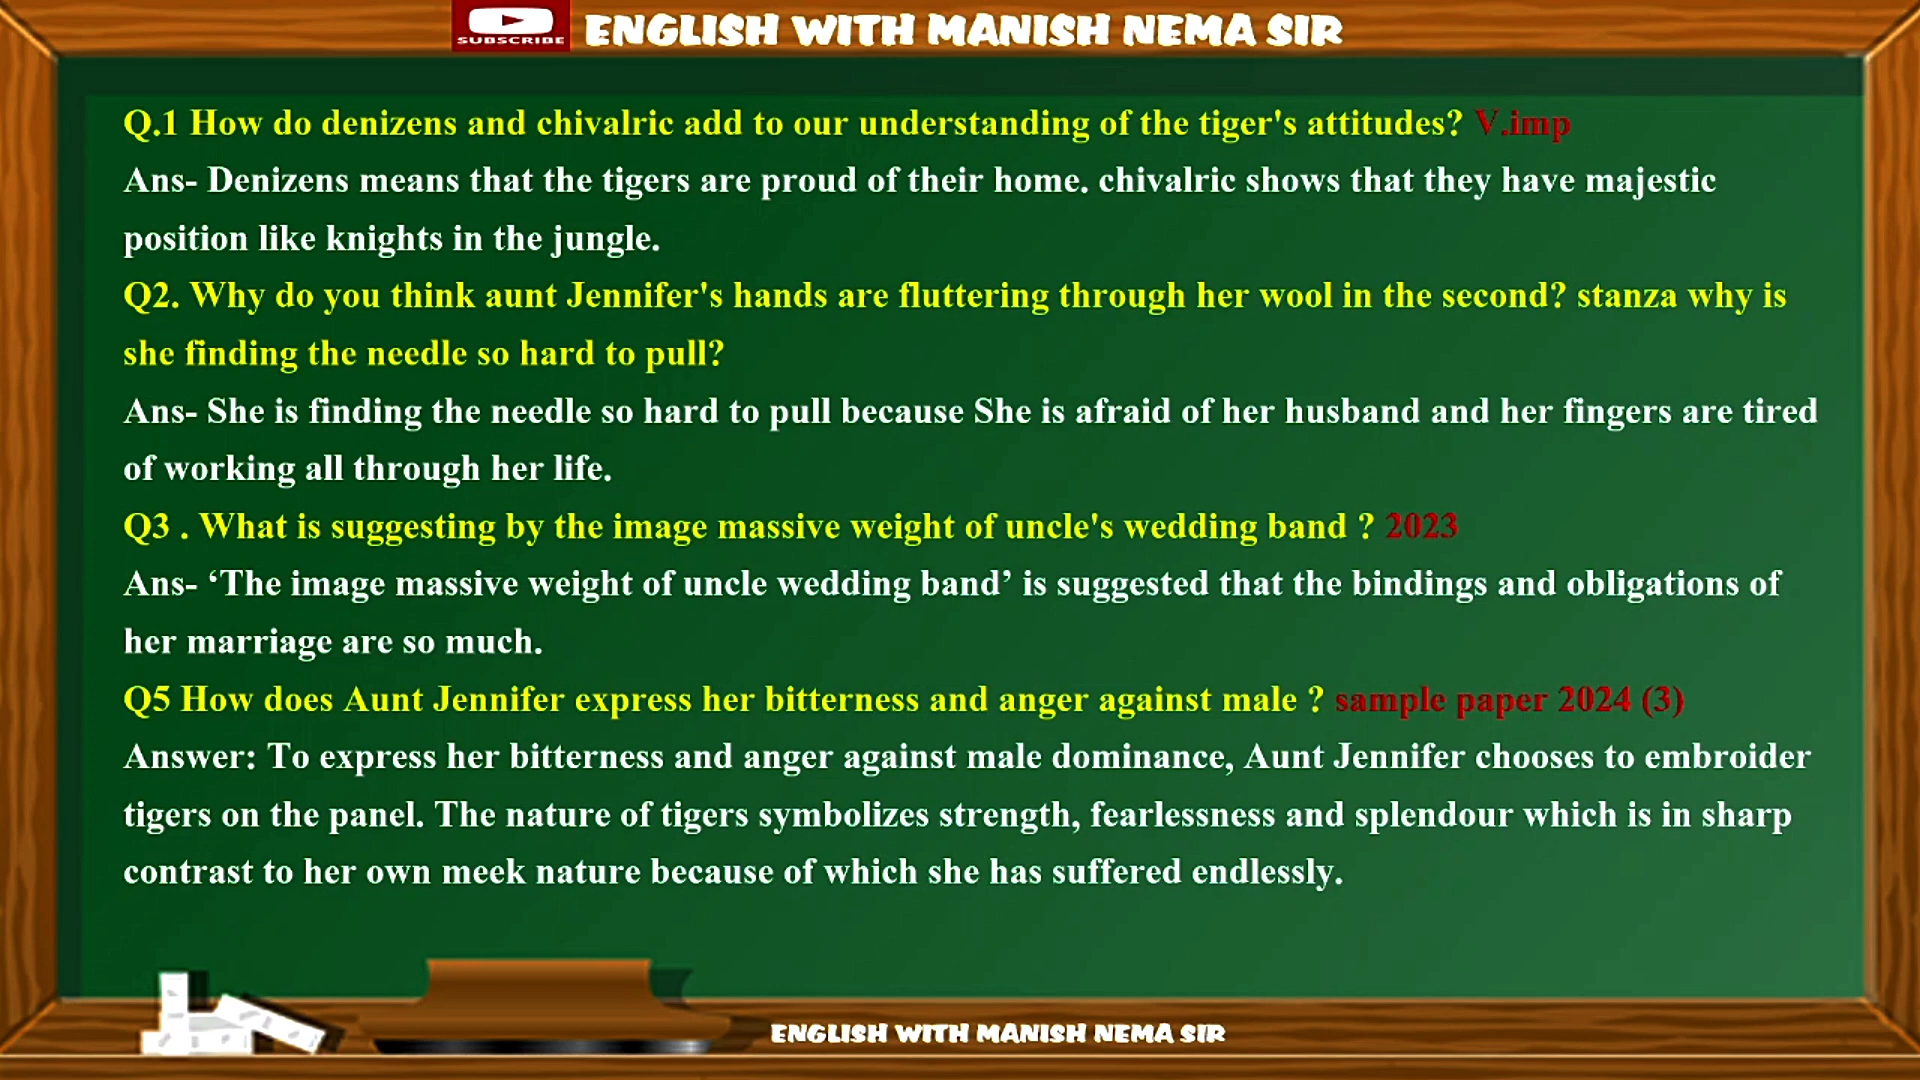 SUBSCRIBE ENGLISH WITH MANISH NEMA SIR
Q.1 How do denizens and chivalric add to our understanding of the tiger's attitudes? V.imp
Ans- Denizens means that the tigers are proud of their home. chivalric shows that they have majestic
position like knights in the jungle.
Q2. Why do you think aunt Jennifer's hands are fluttering through her wool in the second? stanza why is
she finding the needle so hard to pull?
Ans- She is finding the needle so hard to pull because She is afraid of her husband and her fingers are tired
of working all through her life.
Q3 . What is suggesting by the image massive weight of uncle's wedding band ? 2023
Ans- ‘The image massive weight of uncle wedding band’ is suggested that the bindings and obligations of
her marriage are so much.
Q5 How does Aunt Jennifer express her bitterness and anger against male ? sample paper 2024 (3)
Answer: To express her bitterness and anger against male dominance, Aunt Jennifer chooses to embroider
tigers on the panel. The nature of tigers symbolizes strength, fearlessness and splendour which is in sharp
contrast to her own meek nature because of which she has suffered endlessly.
ENGLISH WITH MANISH NEMA SIR